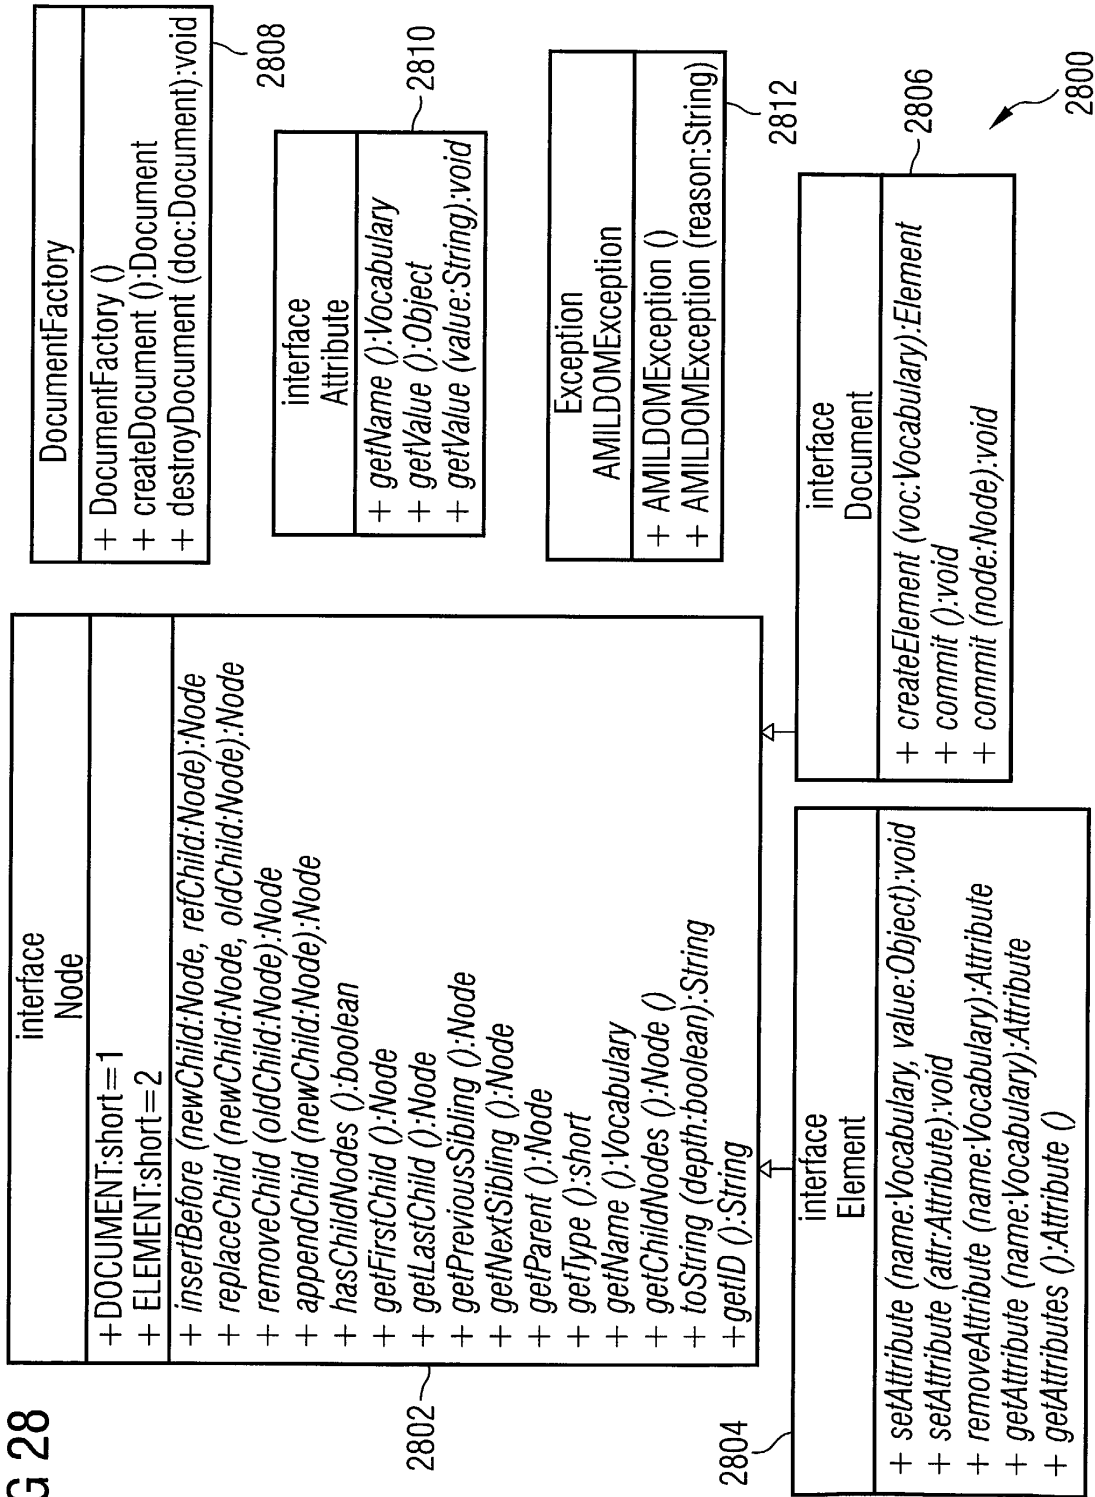 G 28
interface
Node
+DOCUMENT:short=1
+ ELEMENT:short=2
+ insertBefore (newChild:Node, refChild:Node):Node
+ replaceChild (newChild:Node, oldChild:Node):Node
+ removeChild (oldChild:Node):Node
+ appendChild (newChild:Node):Node
+ hasChildNodes ():boolean
+ getFirstChild ():Node
+ getLastChild ():Node
+ getPreviousSibling ():Node
+ getNextSibling ():Node
+ getParent ():Node
+ getType ():short
+ getName ():Vocabulary
+ getChildNodes ():Node ()
+ toString (depth:boolean):String
+getID ():String
2802
DocumentFactory
+ DocumentFactory ()
+ createDocument ():Document
+ destroyDocument (doc:Document):void
2808
interface
Attribute
+ getName ():Vocabulary
+ getValue ():Object
+ getValue (value:String):void
2810
Exception
AMILDOMException
+ AMILDOMException ()
+ AMILDOMException (reason:String)
2812
2804
interface
Element
+ setAttribute (name:Vocabulary, value:Object):void
+ setAttribute (attr:Attribute):void
+ removeAttribute (name:Vocabulary):Attribute
+ getAttribute (name:Vocabulary):Attribute
+ getAttributes ():Attribute ()
interface
Document
+ createElement (voc:Vocabulary):Element
+ commit ():void
+ commit (node:Node):void
2806
2800